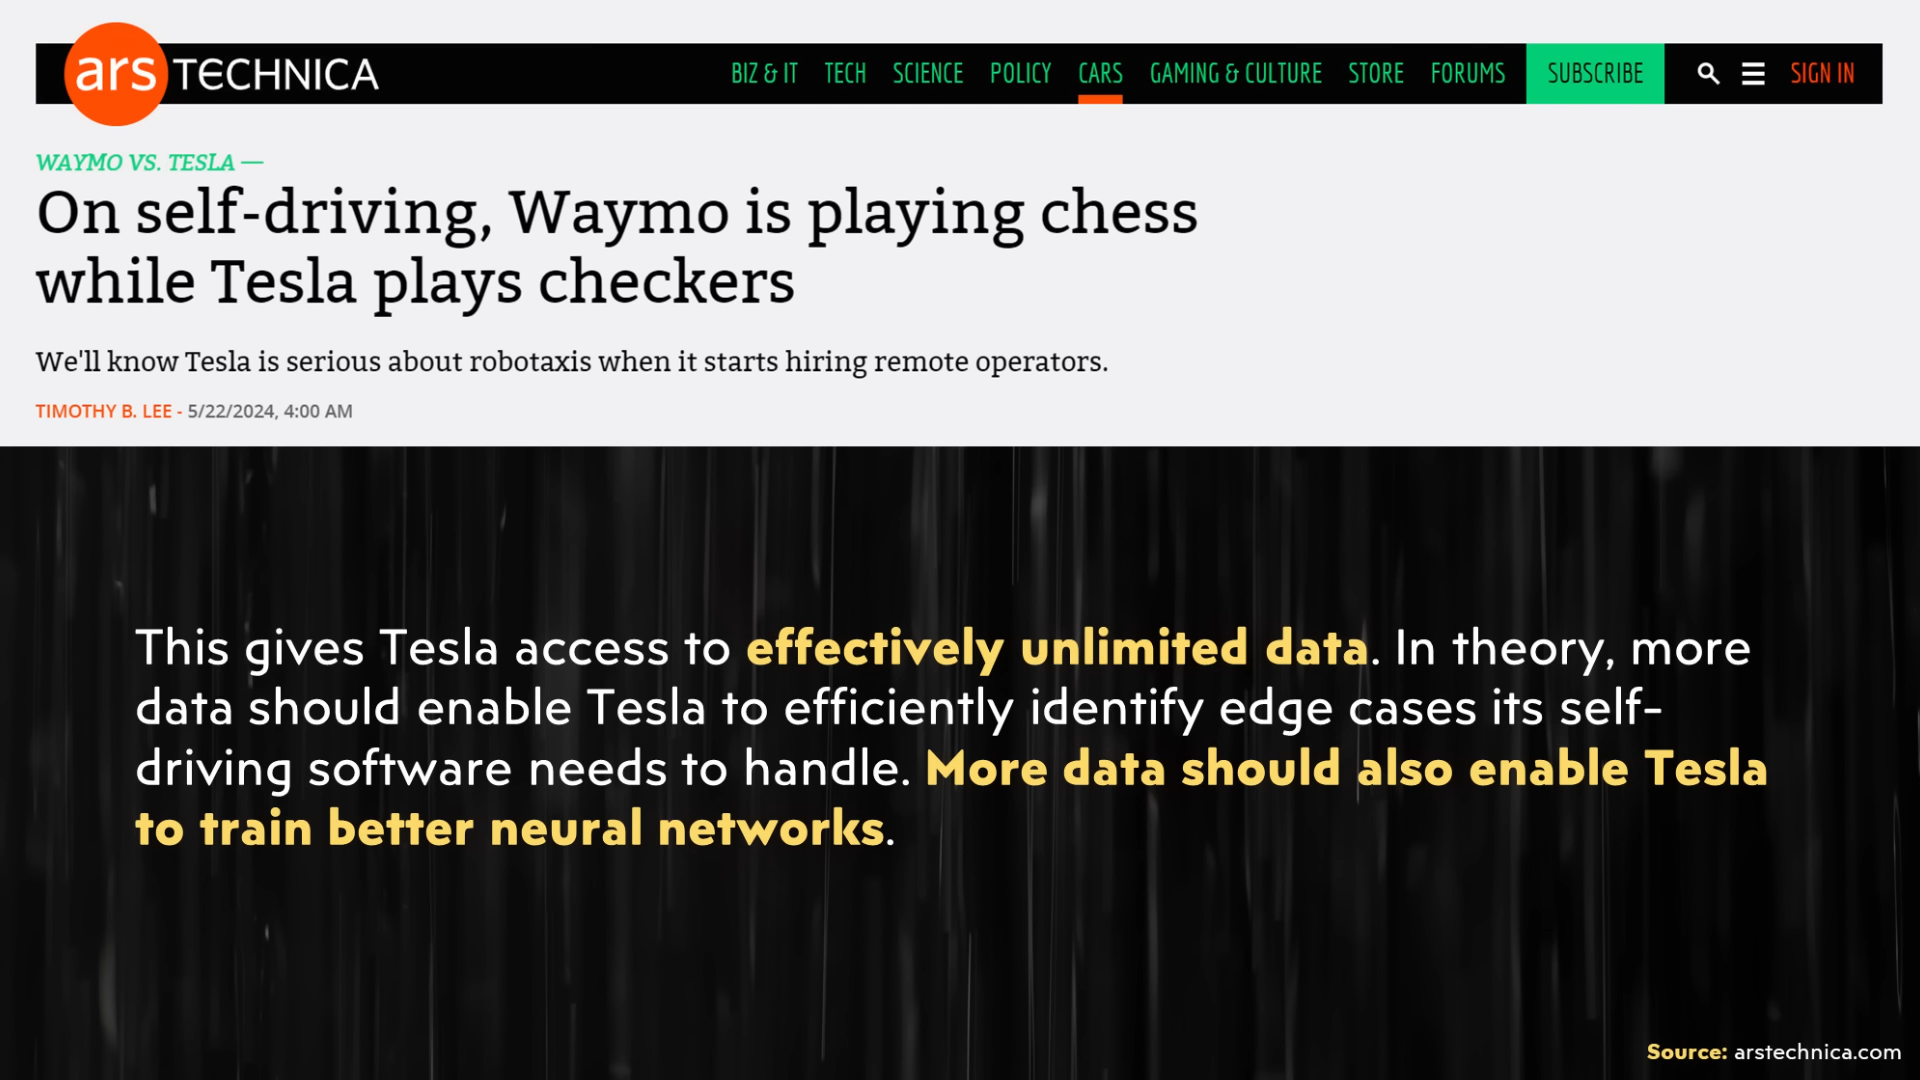 ars TECHNICA
BIZ & IT TECH SCIENCE POLICY CARS GAMING & CULTURE STORE FORUMS SUBSCRIBE SIGN IN
WAYMO VS. TESLA —
On self-driving, Waymo is playing chess
while Tesla plays checkers
We'll know Tesla is serious about robotaxis when it starts hiring remote operators.
TIMOTHY B. LEE - 5/22/2024, 4:00 AM
This gives Tesla access to effectively unlimited data. In theory, more
data should enable Tesla to efficiently identify edge cases its self-
driving software needs to handle. More data should also enable Tesla
to train better neural networks.
Source: arstechnica.com